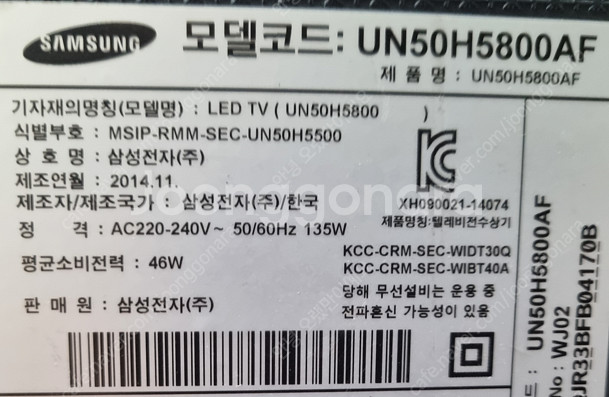 SAMSUNG 모델코드: UN50H5800AF
제 품 명 : UN50H5800AF
기자재의명칭(모델명) : LED TV ( UN50H5800 )
식별부호 : MSIP-RMM-SEC-UN50H5500
상 호 명 : 삼성전자(주)
제조연월 : 2014.11.
제조자/제조국가 : 삼성전자(주)/한국
정 격 : AC220-240V~ 50/60Hz 135W
평균소비전력 : 46W
판 매 원 : 삼성전자(주)
XH090021-14074
제품명칭:텔레비전수상기
KCC-CRM-SEC-WIDT30Q
KCC-CRM-SEC-WIBT40A
당해 무선설비는 운용 중
전파혼신 가능성이 있음
드 : UN50H5800AF
No : WJ02
Joonggonara